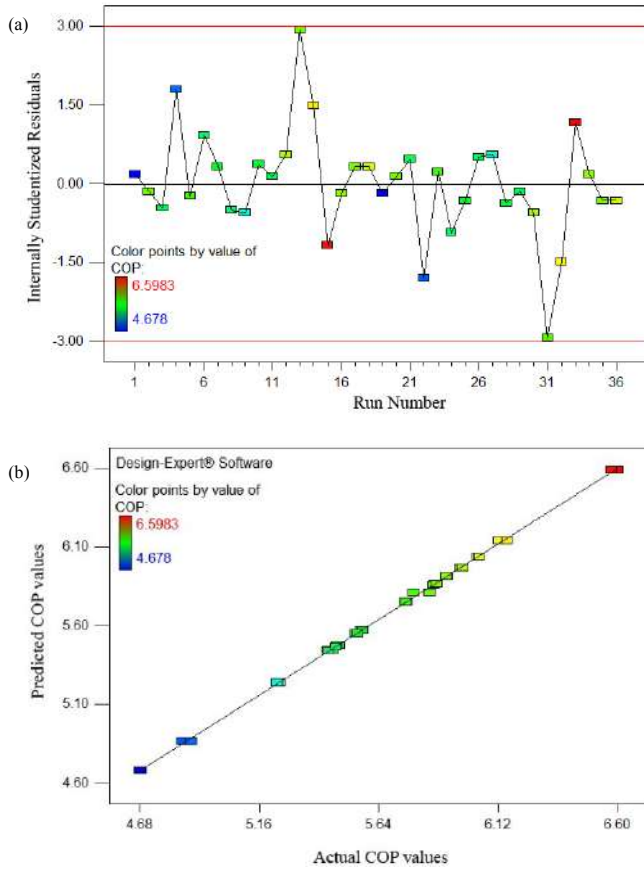 (a)
3.00
1.50
0.00
-1.50
-3.00
Internally Studentized Residuals
Color points by value of
COP:
6.5983
4.678
1 6 11 16 21 26 31 36
Run Number
(b)
Design-Expert® Software
Color points by value of
COP:
6.5983
4.678
6.60
6.10
5.60
5.10
4.60
Predicted COP values
4.68 5.16 5.64 6.12 6.60
Actual COP values